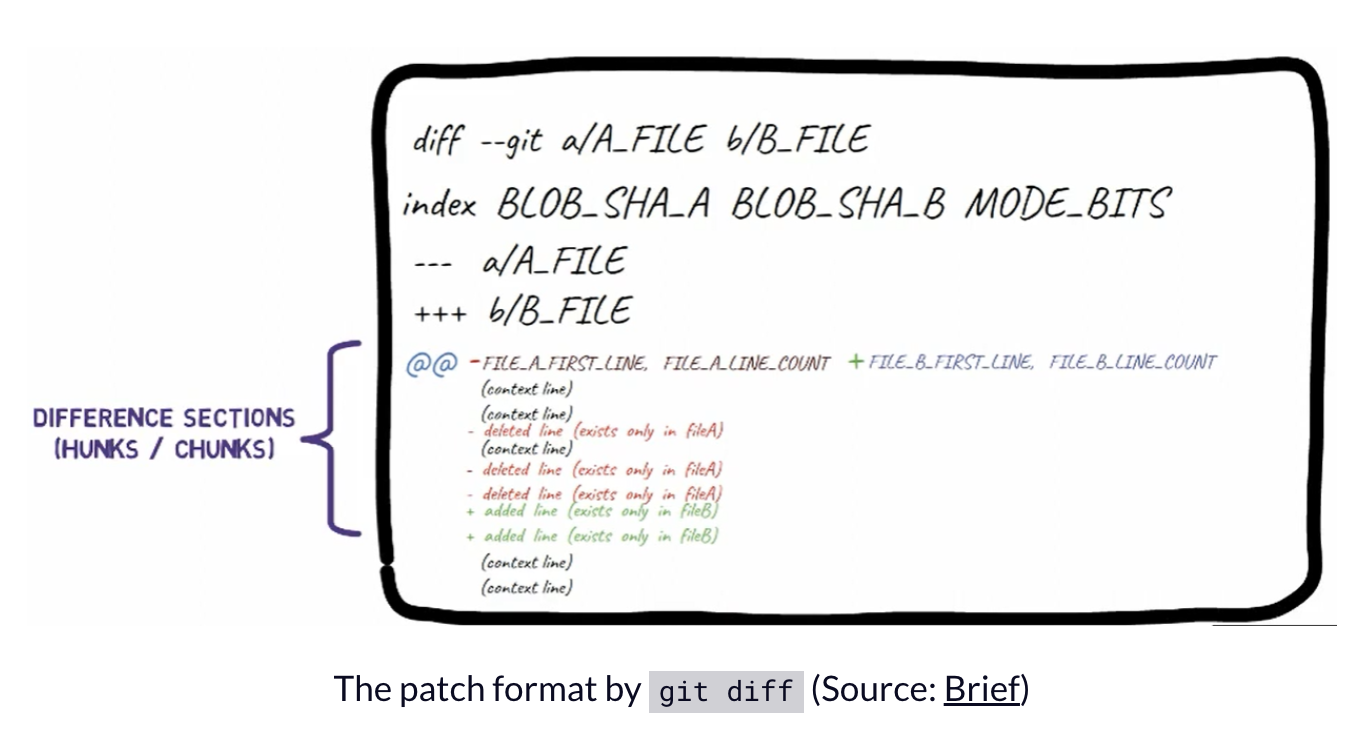 diff --git a/A_FILE b/B_FILE
index BLOB_SHA_A BLOB_SHA_B MODE_BITS
--- a/A_FILE
+++ b/B_FILE
@@ -FILE_A_FIRST_LINE, FILE_A_LINE_COUNT +FILE_B_FIRST_LINE, FILE_B_LINE_COUNT
(context line)
(context line)
- deleted line (exists only in fileA)
(context line)
- deleted line (exists only in fileA)
- deleted line (exists only in fileA)
+ added line (exists only in fileB)
+ added line (exists only in fileB)
(context line)
(context line)
DIFFERENCE SECTIONS
(HUNKS / CHUNKS)
The patch format by git diff (Source: Brief)